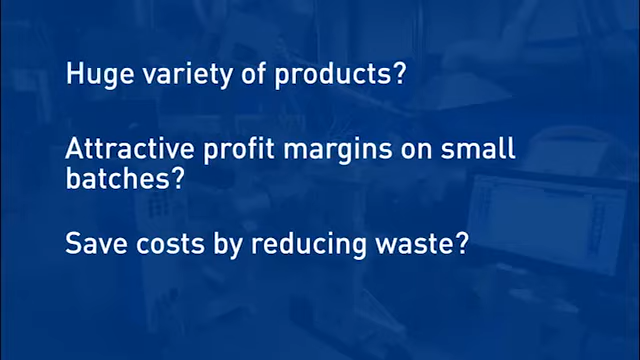 Huge variety of products?
Attractive profit margins on small
batches?
Save costs by reducing waste?